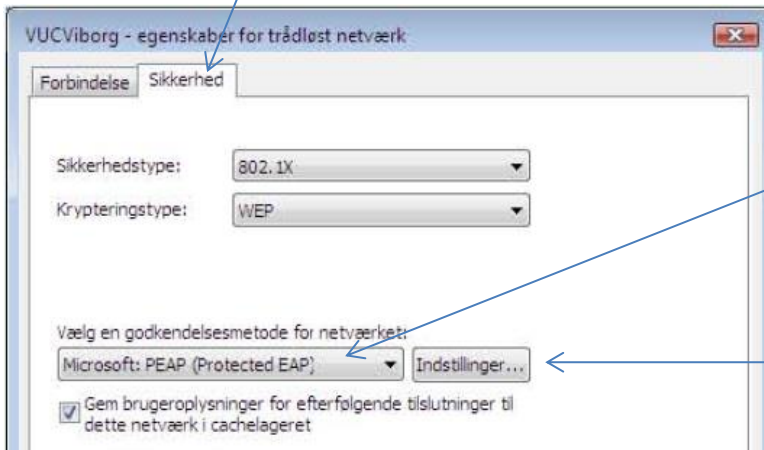 VUCViborg - egenskaber for trådløst netværk
Forbindelse Sikkerhed
Sikkerhedstype: 802.1X
Krypteringstype: WEP
Vælg en godkendelsesmetode for netværket:
Microsoft: PEAP (Protected EAP) Indstillinger...
Gem brugeroplysninger for efterfølgende tilslutninger til
dette netværk i cachelageret